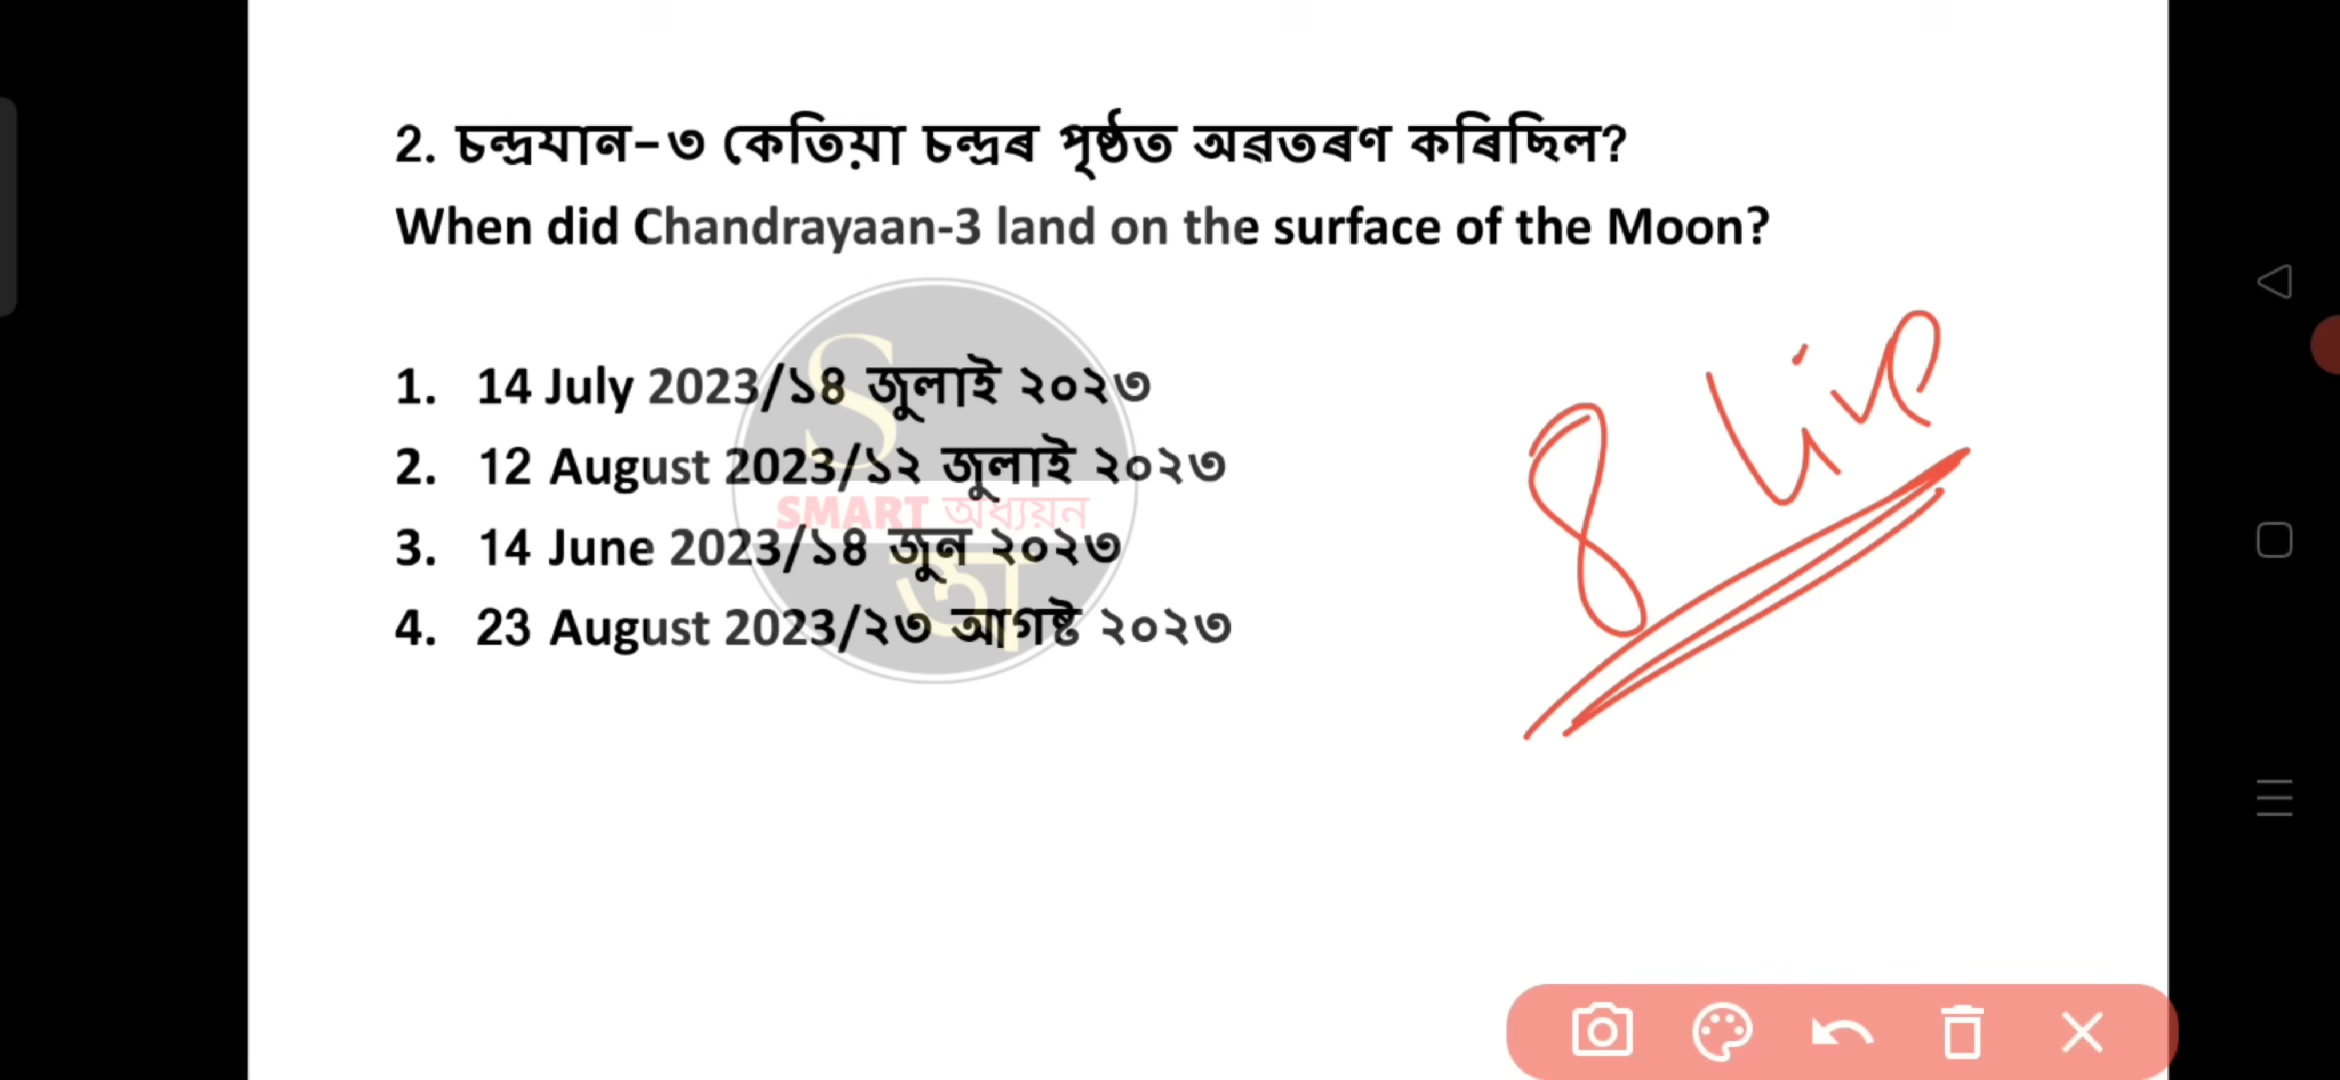 2. চন্দ্ৰযান-৩ কেতিয়া চন্দ্ৰৰ পৃষ্ঠত অৱতৰণ কৰিছিল?
When did Chandrayaan-3 land on the surface of the Moon?
1. 14 July 2023/১৪ জুলাই ২০২৩
2. 12 August 2023/১২ জুলাই ২০২৩
SMART অধ্যয়ন
3. 14 June 2023/১৪ জুন ২০২৩
4. 23 August 2023/২৩ আগষ্ট ২০২৩
8